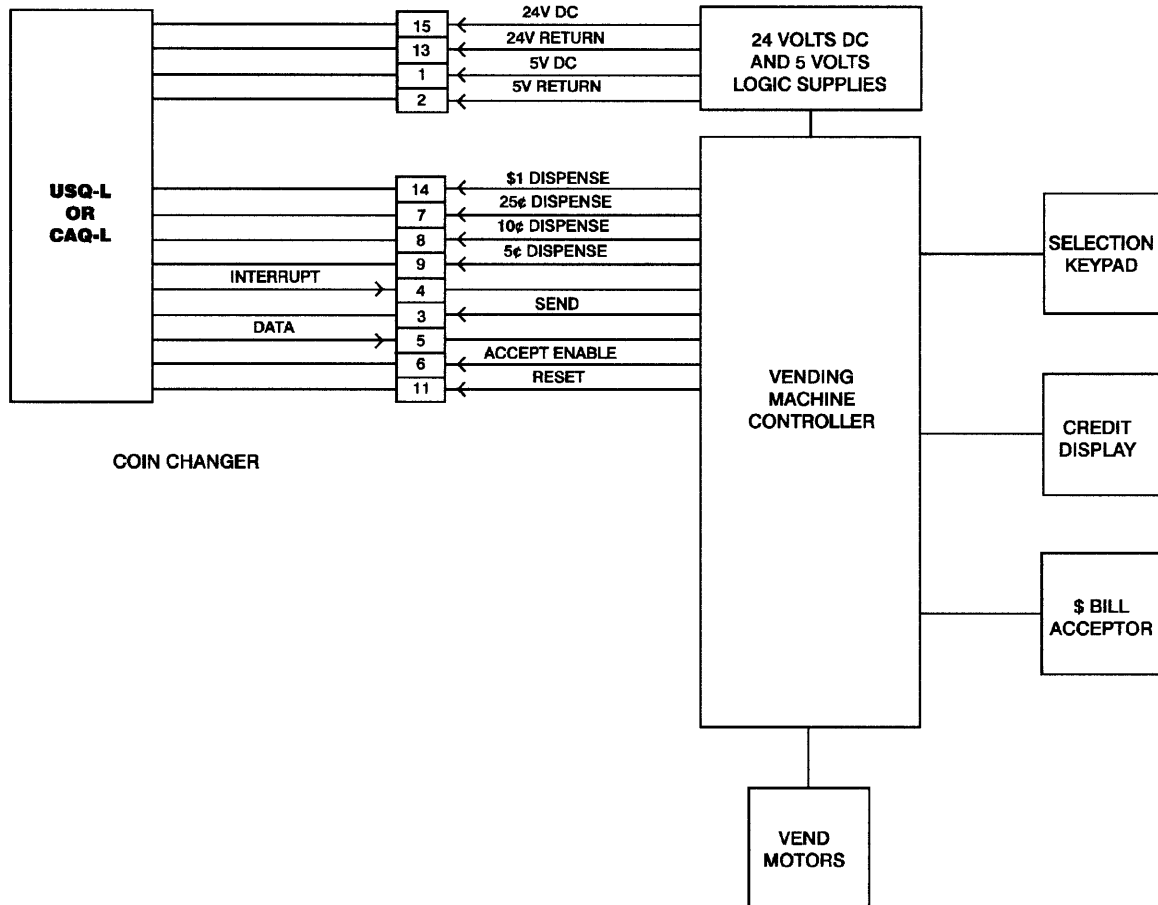 24V DC
15
24V RETURN
13
5V DC
1
5V RETURN
2
24 VOLTS DC
AND 5 VOLTS
LOGIC SUPPLIES
USQ-L
OR
CAQ-L
$1 DISPENSE
14
25¢ DISPENSE
7
10¢ DISPENSE
8
5¢ DISPENSE
9
INTERRUPT
4
SEND
3
DATA
5
ACCEPT ENABLE
6
RESET
11
COIN CHANGER
VENDING
MACHINE
CONTROLLER
SELECTION
KEYPAD
CREDIT
DISPLAY
$ BILL
ACCEPTOR
VEND
MOTORS